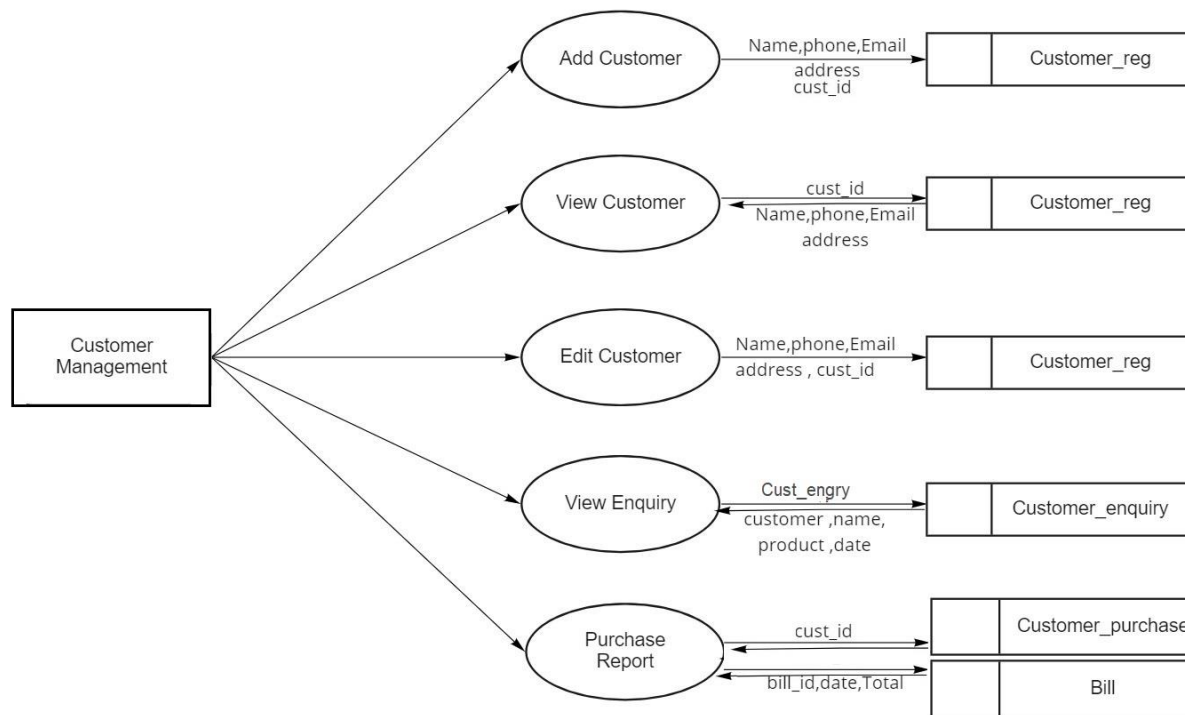 Add Customer
Name,phone,Email
address
cust_id
Customer_reg
View Customer
cust_id
Name,phone,Email
address
Customer_reg
Customer
Management
Edit Customer
Name,phone,Email
address , cust_id
Customer_reg
View Enquiry
Cust_engry
customer ,name,
product ,date
Customer_enquiry
Purchase
Report
cust_id
Customer_purchase
bill_id,date,Total
Bill